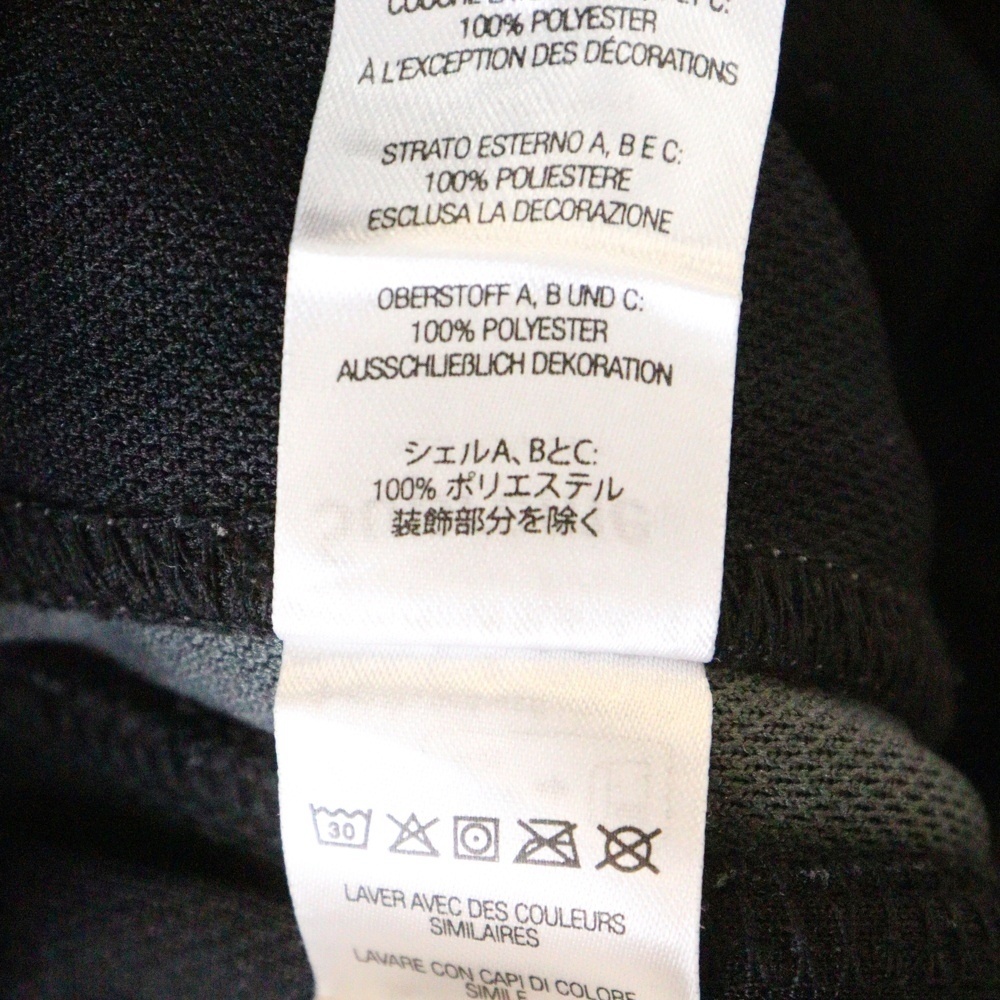 100% POLYESTER
À L'EXCEPTION DES DÉCORATIONS
STRATO ESTERNO A, B E C:
100% POLIESTERE
ESCLUSA LA DECORAZIONE
OBERSTOFF A, B UND C:
100% POLYESTER
AUSSCHLIEßLICH DEKORATION
シェルA、BとC:
100% ポリエステル
装飾部分を除く
30
LAVER AVEC DES COULEURS
SIMILAIRES
LAVARE CON CAPI DI COLORE
SIMILE